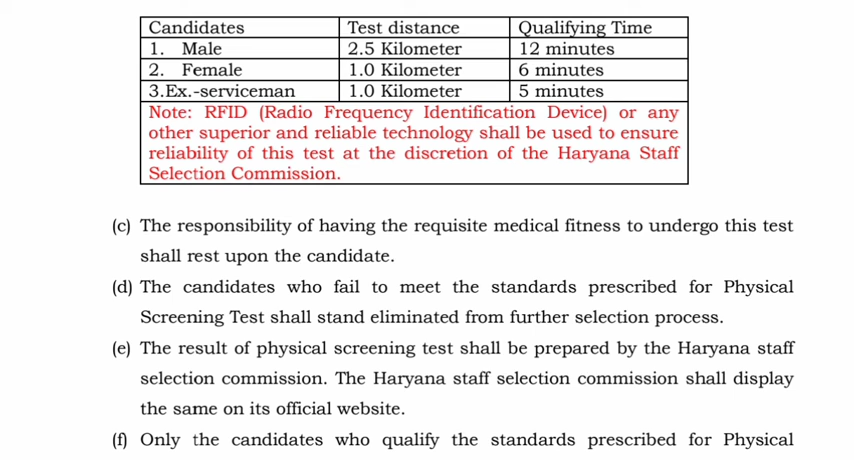 Candidates Test distance Qualifying Time
1. Male 2.5 Kilometer 12 minutes
2. Female 1.0 Kilometer 6 minutes
3.Ex.-serviceman 1.0 Kilometer 5 minutes
Note: RFID (Radio Frequency Identification Device) or any
other superior and reliable technology shall be used to ensure
reliability of this test at the discretion of the Haryana Staff
Selection Commission.
(c) The responsibility of having the requisite medical fitness to undergo this test
shall rest upon the candidate.
(d) The candidates who fail to meet the standards prescribed for Physical
Screening Test shall stand eliminated from further selection process.
(e) The result of physical screening test shall be prepared by the Haryana staff
selection commission. The Haryana staff selection commission shall display
the same on its official website.
(f) Only the candidates who qualify the standards prescribed for Physical